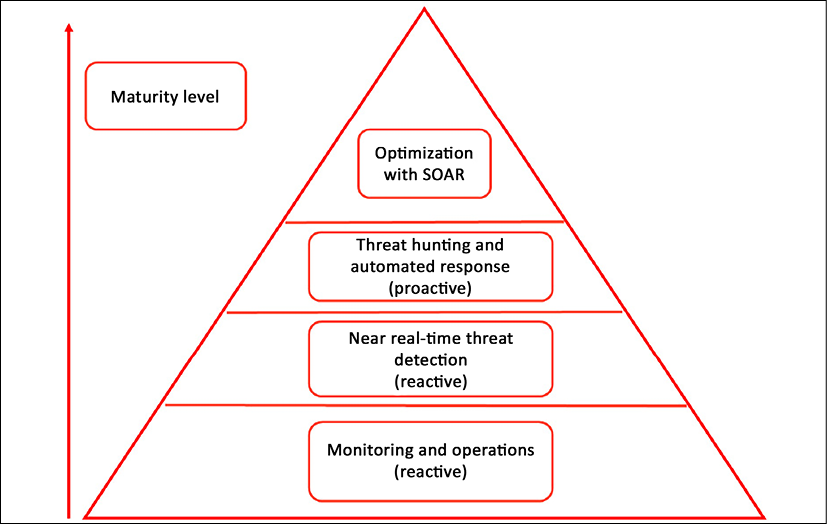 Maturity level
Optimization
with SOAR
Threat hunting and
automated response
(proactive)
Near real-time threat
detection
(reactive)
Monitoring and operations
(reactive)